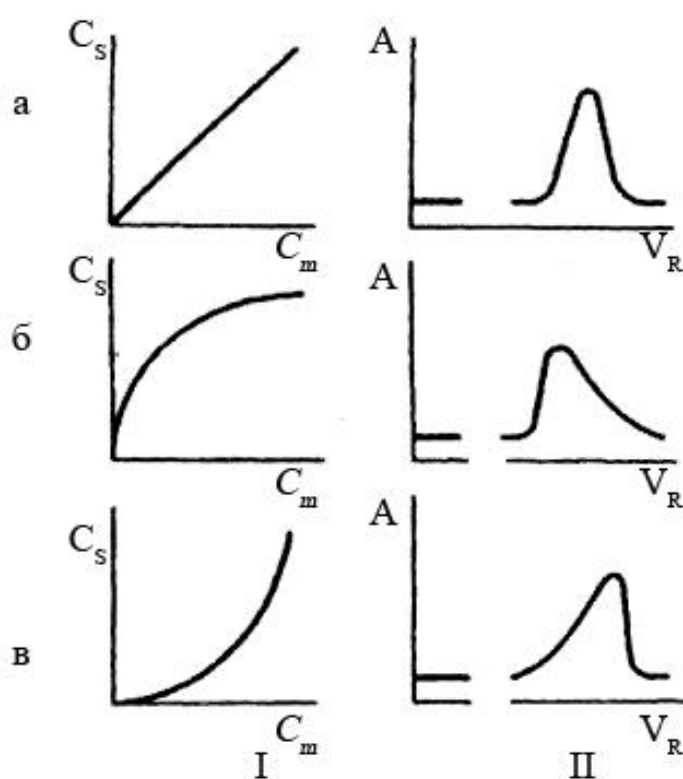 C_S A
а
C_m V_R
C_S A
б
C_m V_R
C_S A
в
C_m V_R
I II